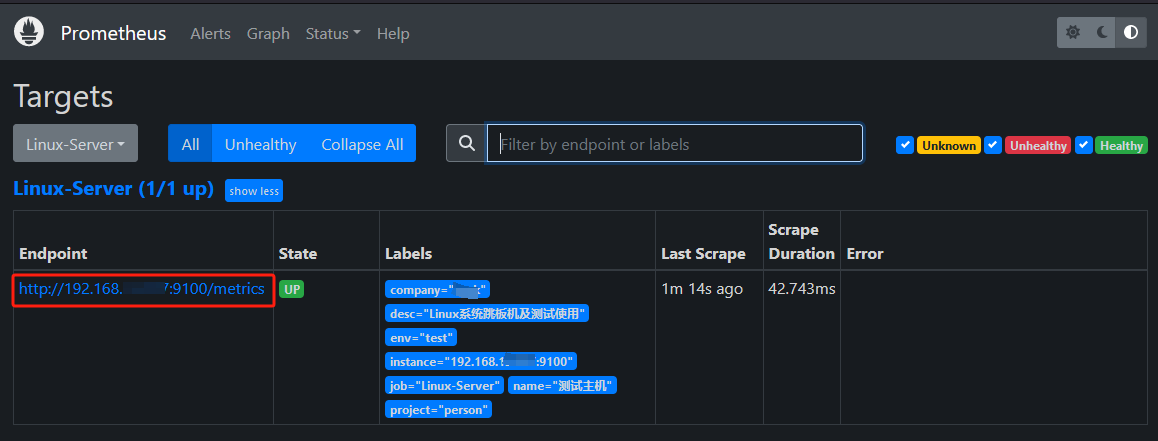 Prometheus Alerts Graph Status Help
Targets
Linux-Server All Unhealthy Collapse All Filter by endpoint or labels Unknown Unhealthy Healthy
Linux-Server (1/1 up) show less
Endpoint State Labels Last Scrape Scrape Duration Error
http://192.168. 7:9100/metrics UP company=" " 1m 14s ago 42.743ms
desc="Linux系统跳板机及测试使用"
env="test"
instance="192.168.1 :9100"
job="Linux-Server" name="测试主机"
project="person"